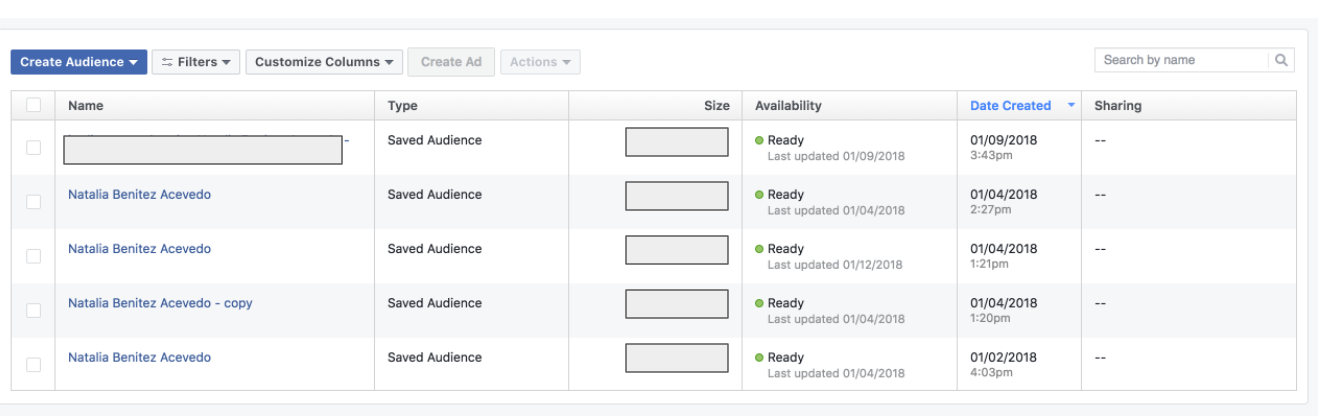 Create Audience
Filters
Customize Columns
Create Ad
Actions
Search by name
Name Type Size Availability Date Created Sharing
- Saved Audience Ready 01/09/2018 --
Last updated 01/09/2018 3:43pm
Natalia Benitez Acevedo Saved Audience Ready 01/04/2018 --
Last updated 01/04/2018 2:27pm
Natalia Benitez Acevedo Saved Audience Ready 01/04/2018 --
Last updated 01/12/2018 1:21pm
Natalia Benitez Acevedo - copy Saved Audience Ready 01/04/2018 --
Last updated 01/04/2018 1:20pm
Natalia Benitez Acevedo Saved Audience Ready 01/02/2018 --
Last updated 01/04/2018 4:03pm